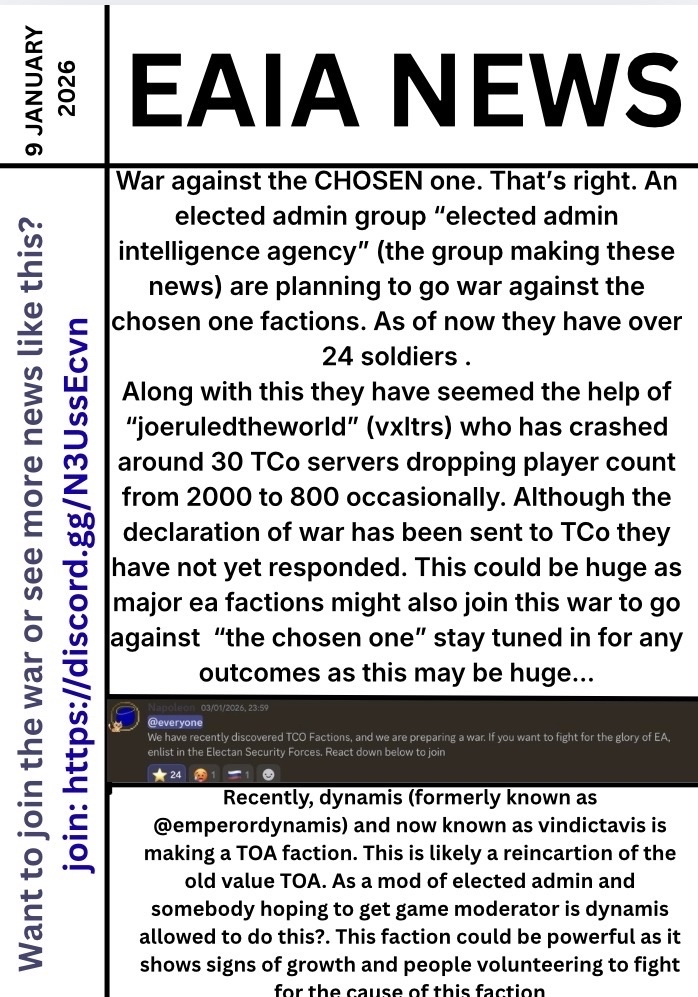 9 JANUARY
2026
EAIA NEWS
Want to join the war or see more news like this?
join: https://discord.gg/N3UssEcvn
War against the CHOSEN one. That’s right. An
elected admin group “elected admin
intelligence agency” (the group making these
news) are planning to go war against the
chosen one factions. As of now they have over
24 soldiers .
Along with this they have seemed the help of
“joeruledtheworld” (vxltrs) who has crashed
around 30 TCo servers dropping player count
from 2000 to 800 occasionally. Although the
declaration of war has been sent to TCo they
have not yet responded. This could be huge as
major ea factions might also join this war to go
against “the chosen one” stay tuned in for any
outcomes as this may be huge...
Napoleon 03/01/2026, 23:59
@everyone
We have recently discovered TCO Factions, and we are preparing a war. If you want to fight for the glory of EA,
enlist in the Electan Security Forces. React down below to join
24 1 1
Recently, dynamis (formerly known as
@emperordynamis) and now known as vindictavis is
making a TOA faction. This is likely a reincartion of the
old value TOA. As a mod of elected admin and
somebody hoping to get game moderator is dynamis
allowed to do this?. This faction could be powerful as it
shows signs of growth and people volunteering to fight
for the cause of this faction